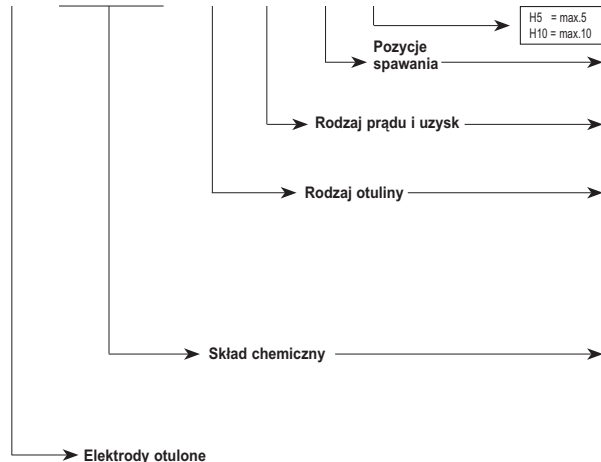 H5 = max.5
H10 = max.10
Pozycje
spawania
Rodzaj prądu i uzysk
Rodzaj otuliny
Skład chemiczny
Elektrody otulone